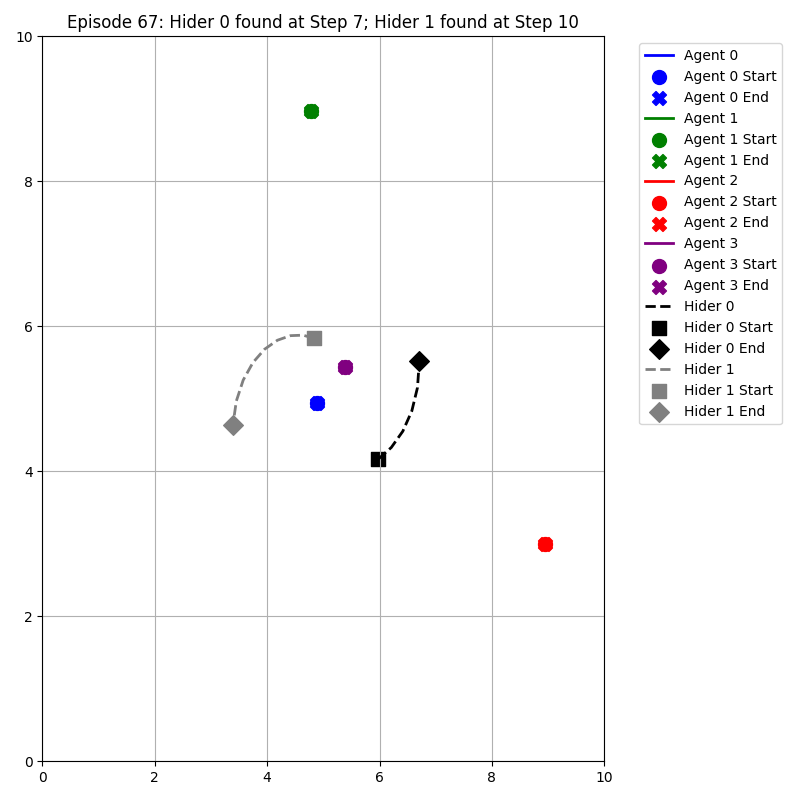 Episode 67: Hider 0 found at Step 7; Hider 1 found at Step 10
10
8
6
4
2
0
0 2 4 6 8 10
Agent 0
Agent 0 Start
Agent 0 End
Agent 1
Agent 1 Start
Agent 1 End
Agent 2
Agent 2 Start
Agent 2 End
Agent 3
Agent 3 Start
Agent 3 End
Hider 0
Hider 0 Start
Hider 0 End
Hider 1
Hider 1 Start
Hider 1 End